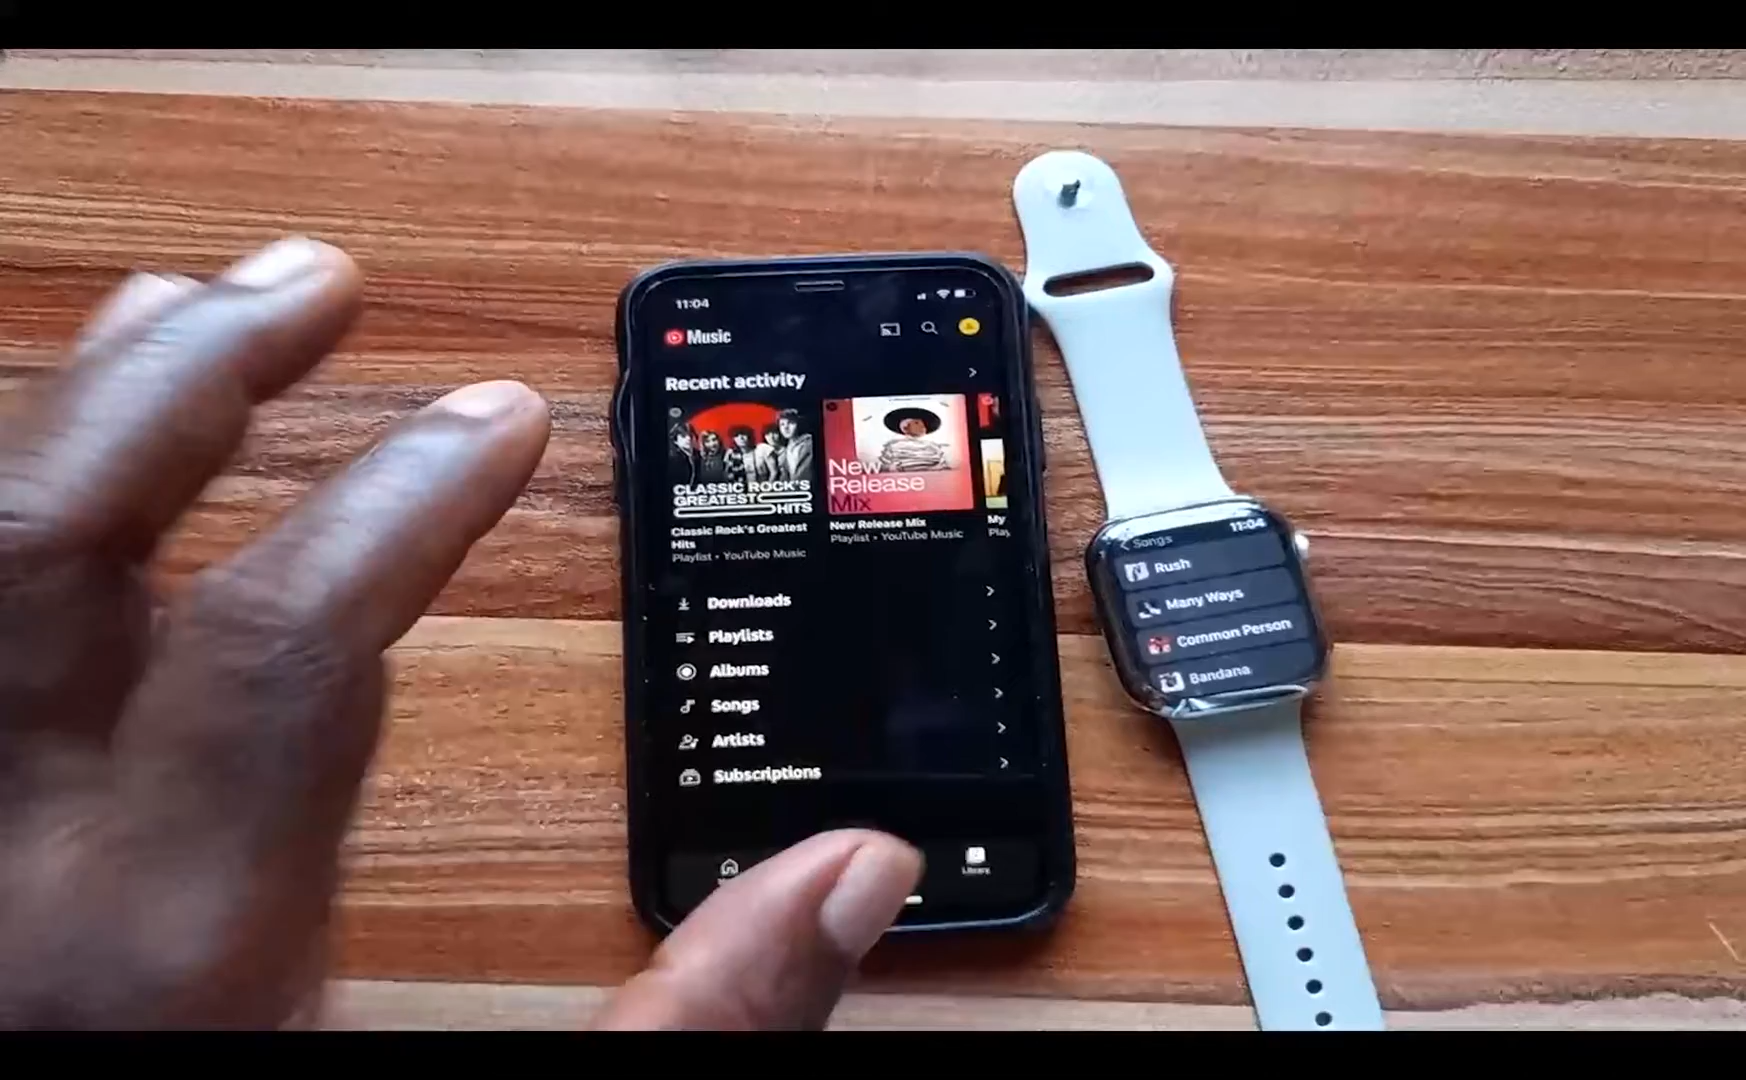 11:04
Music
Recent activity
CLASSIC ROCK'S
GREATEST
HITS
New
Release
Mix
Classic Rock's Greatest
Hits
Playlist • YouTube Music
New Release Mix
Playlist • YouTube Music
My
Downloads
Playlists
Albums
Songs
Artists
Subscriptions
Library
11:04
Songs
Rush
Many Ways
Common Person
Bandana